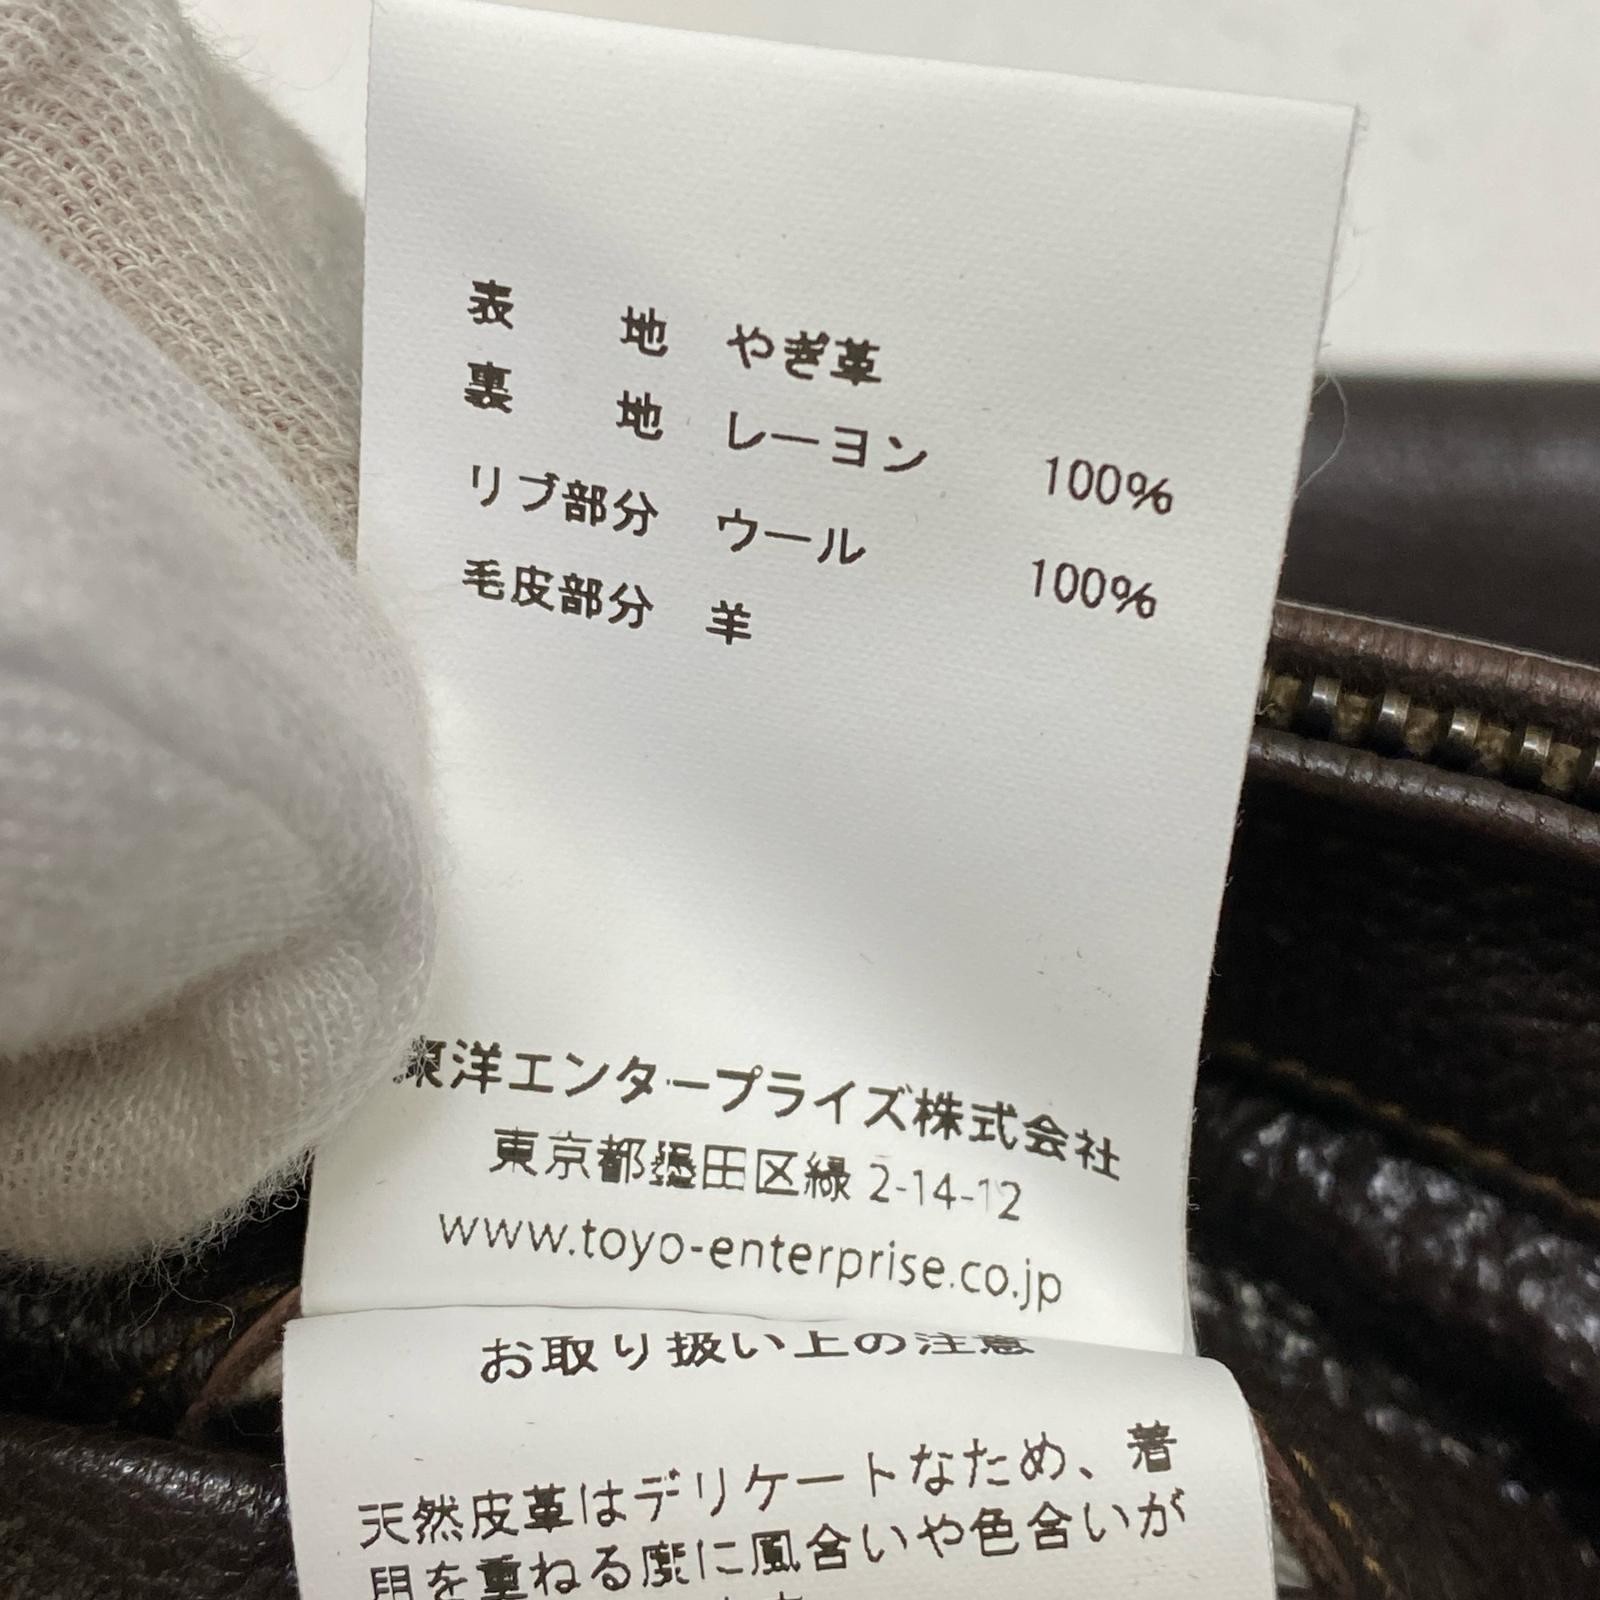 表地 やぎ革
裏地 レーヨン 100%
リブ部分 ウール 100%
毛皮部分 羊
東洋エンタープライズ株式会社
東京都墨田区緑 2-14-12
www.toyo-enterprise.co.jp
お取り扱い上の注意
天然皮革はデリケートなため、着
用を重ねる度に風合いや色合いが